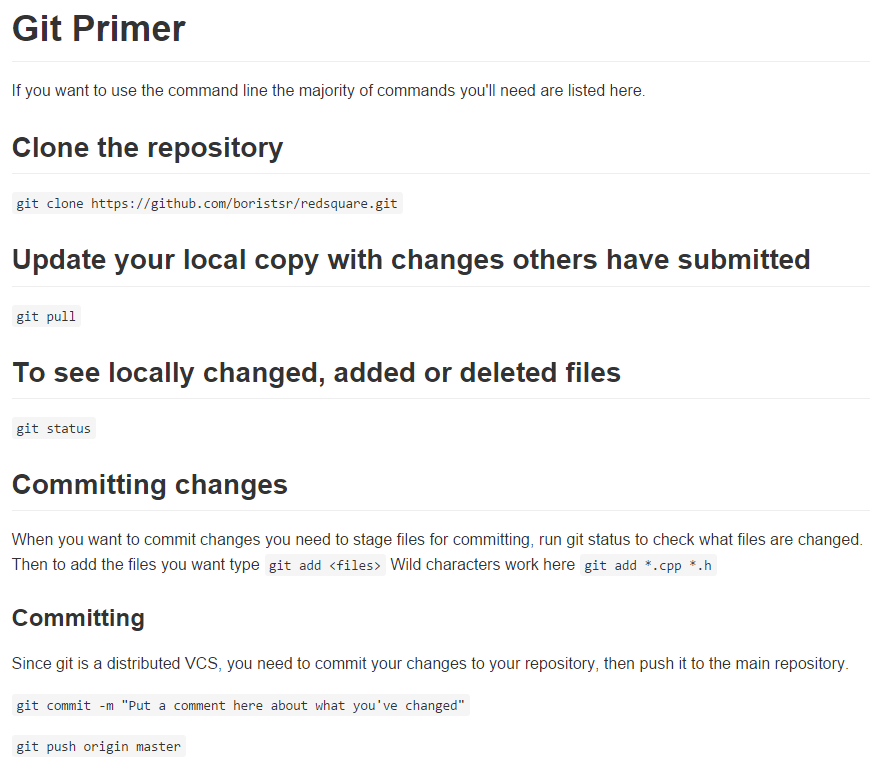 Git Primer
If you want to use the command line the majority of commands you'll need are listed here.
Clone the repository
git clone https://github.com/boristsr/redsquare.git
Update your local copy with changes others have submitted
git pull
To see locally changed, added or deleted files
git status
Committing changes
When you want to commit changes you need to stage files for committing, run git status to check what files are changed.
Then to add the files you want type git add <files> Wild characters work here git add *.cpp *.h
Committing
Since git is a distributed VCS, you need to commit your changes to your repository, then push it to the main repository.
git commit -m "Put a comment here about what you've changed"
git push origin master